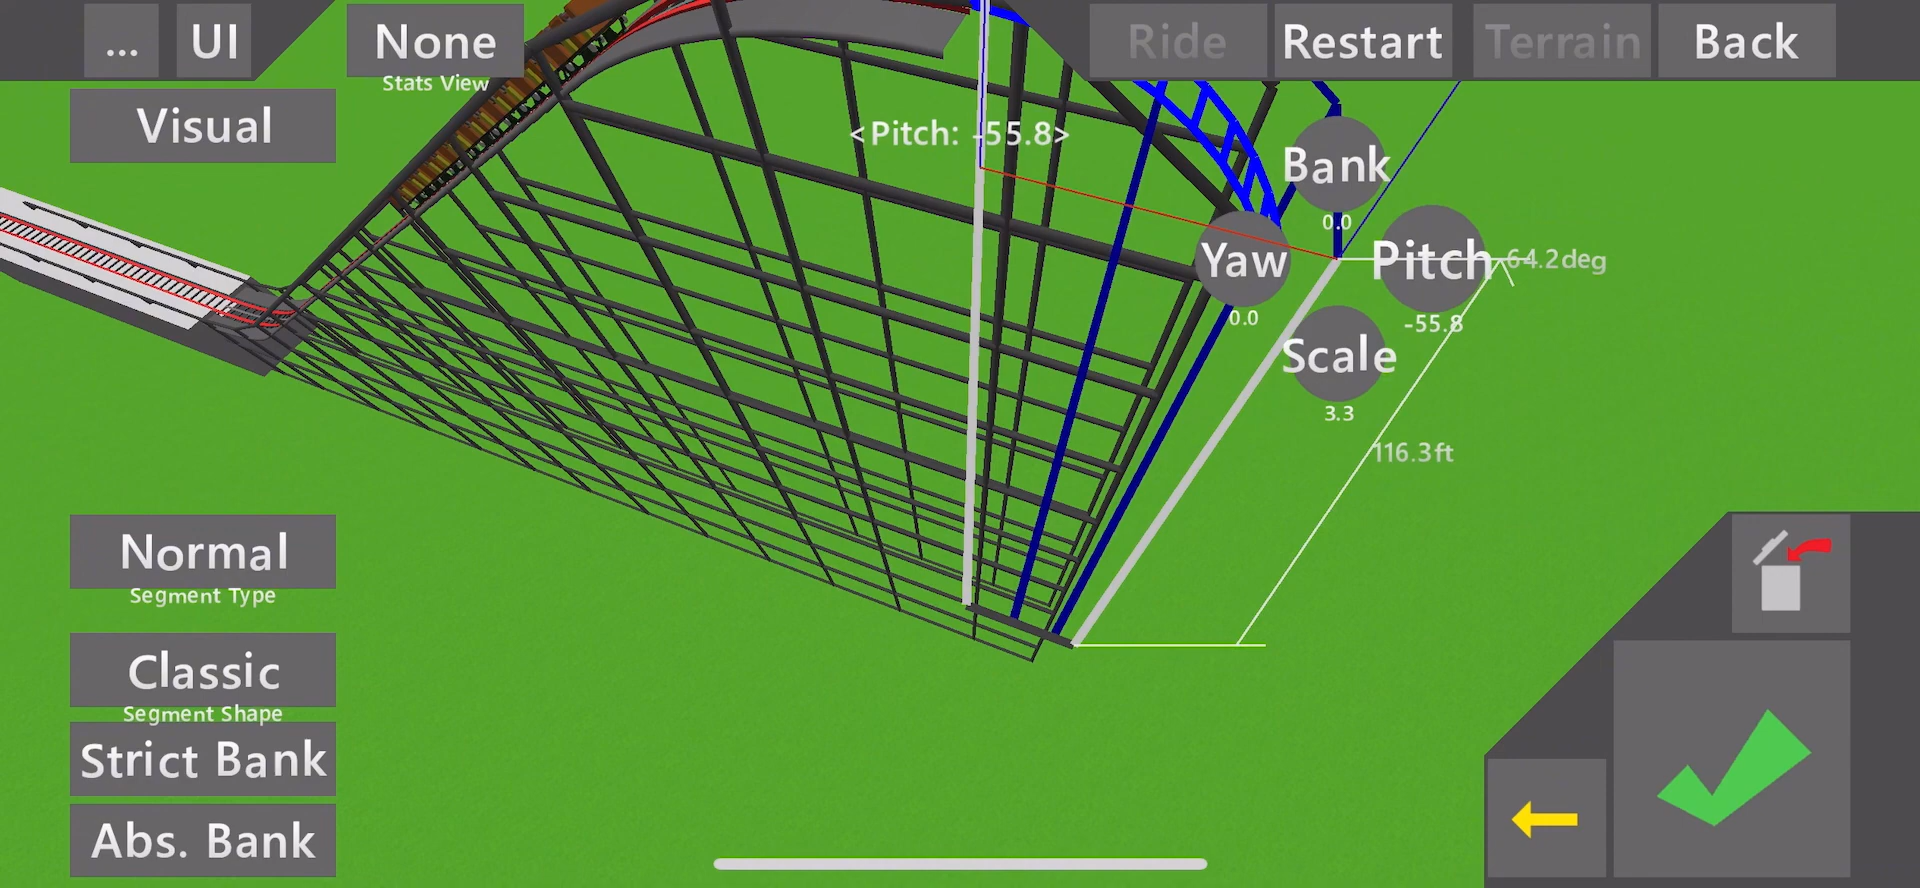 ... UI None Ride Restart Terrain Back
Stats View
Visual
<Pitch: -55.8>
Bank
0.0
Yaw Pitch 64.2deg
0.0 -55.8
Scale
3.3
116.3ft
Normal
Segment Type
Classic
Segment Shape
Strict Bank
Abs. Bank